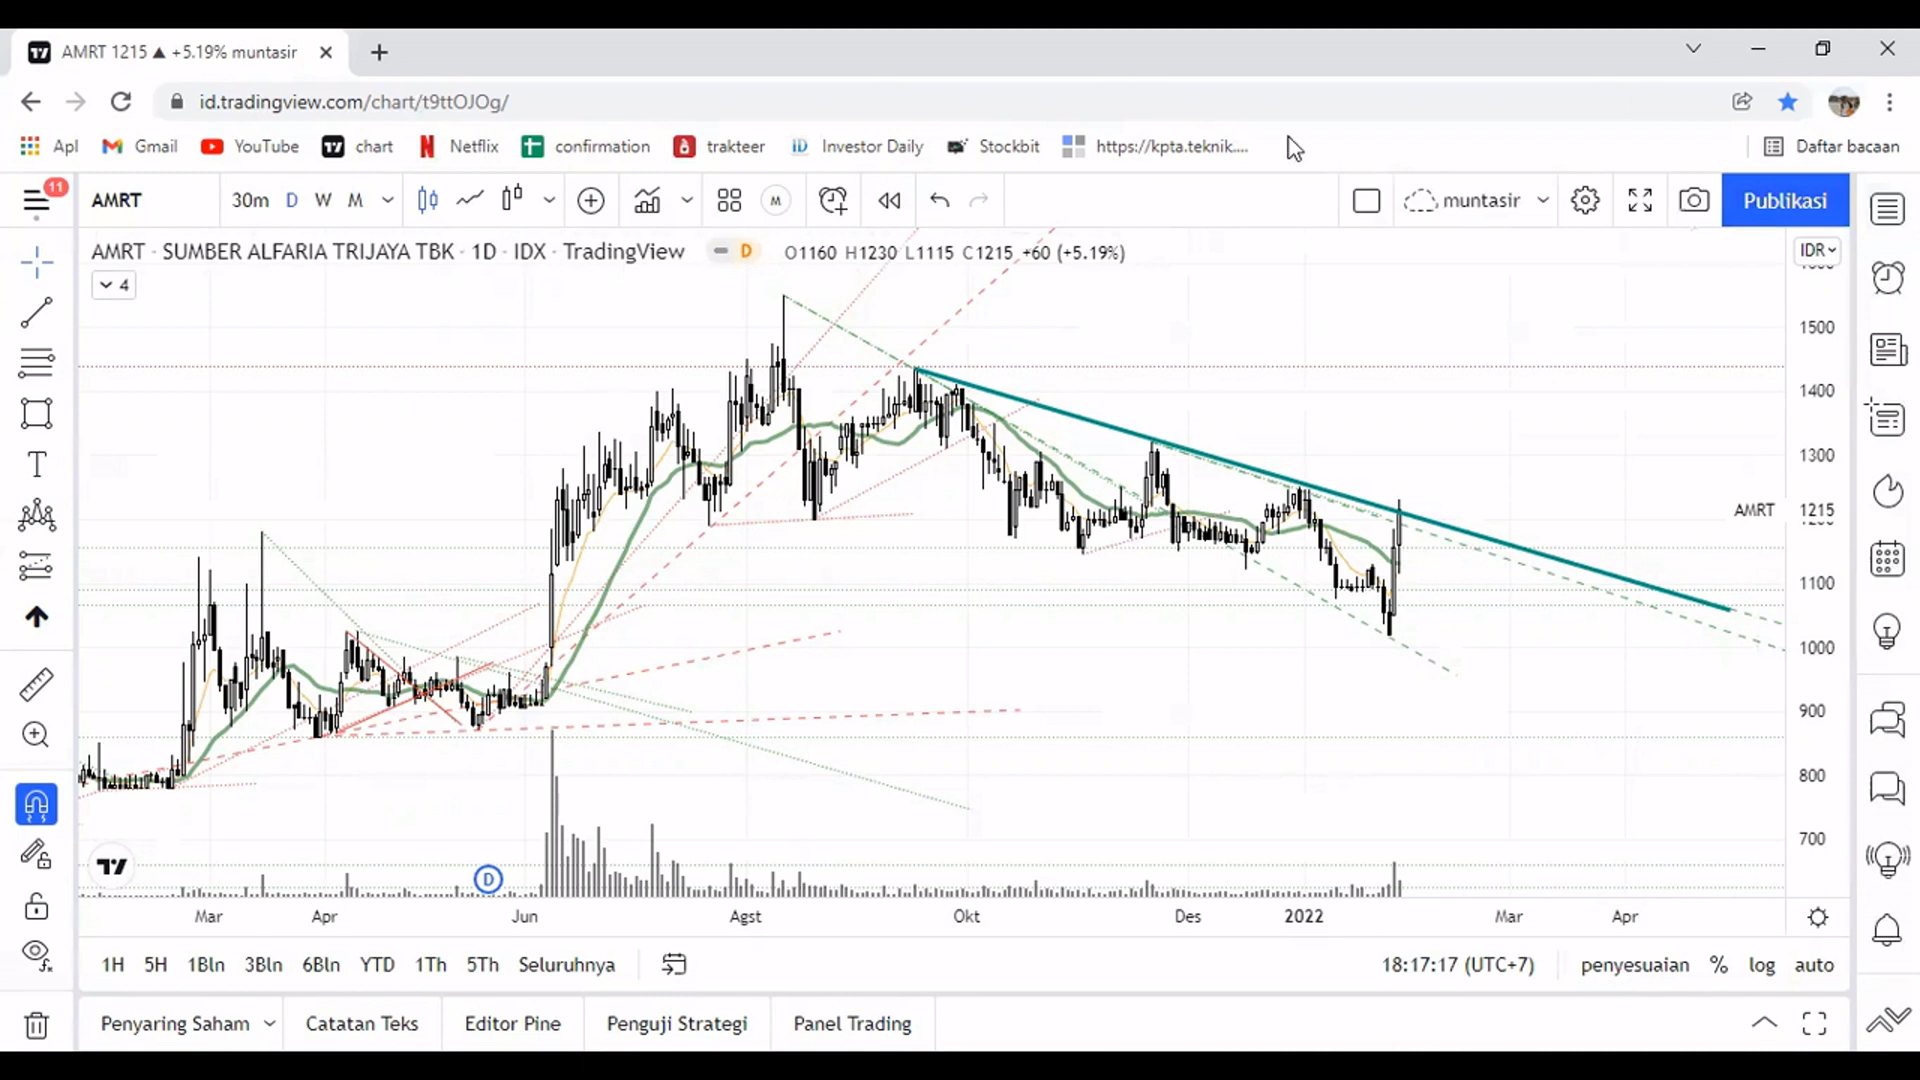 AMRT 1215 ▲ +5.19% muntasir
id.tradingview.com/chart/t9ttOJOg/
Apl Gmail YouTube chart Netflix confirmation trakteer Investor Daily Stockbit https://kpta.teknik.... Daftar bacaan
11
AMRT 30m D W M M muntasir Publikasi
AMRT · SUMBER ALFARIA TRIJAYA TBK · 1D · IDX · TradingView D O1160 H1230 L1115 C1215 +60 (+5.19%) IDR
4
1500
1400
1300
AMRT 1215
1100
1000
900
800
700
D
Mar Apr Jun Agst Okt Des 2022 Mar Apr
1H 5H 1Bln 3Bln 6Bln YTD 1Th 5Th Seluruhnya 18:17:17 (UTC+7) penyesuaian % log auto
Penyaring Saham Catatan Teks Editor Pine Penguji Strategi Panel Trading